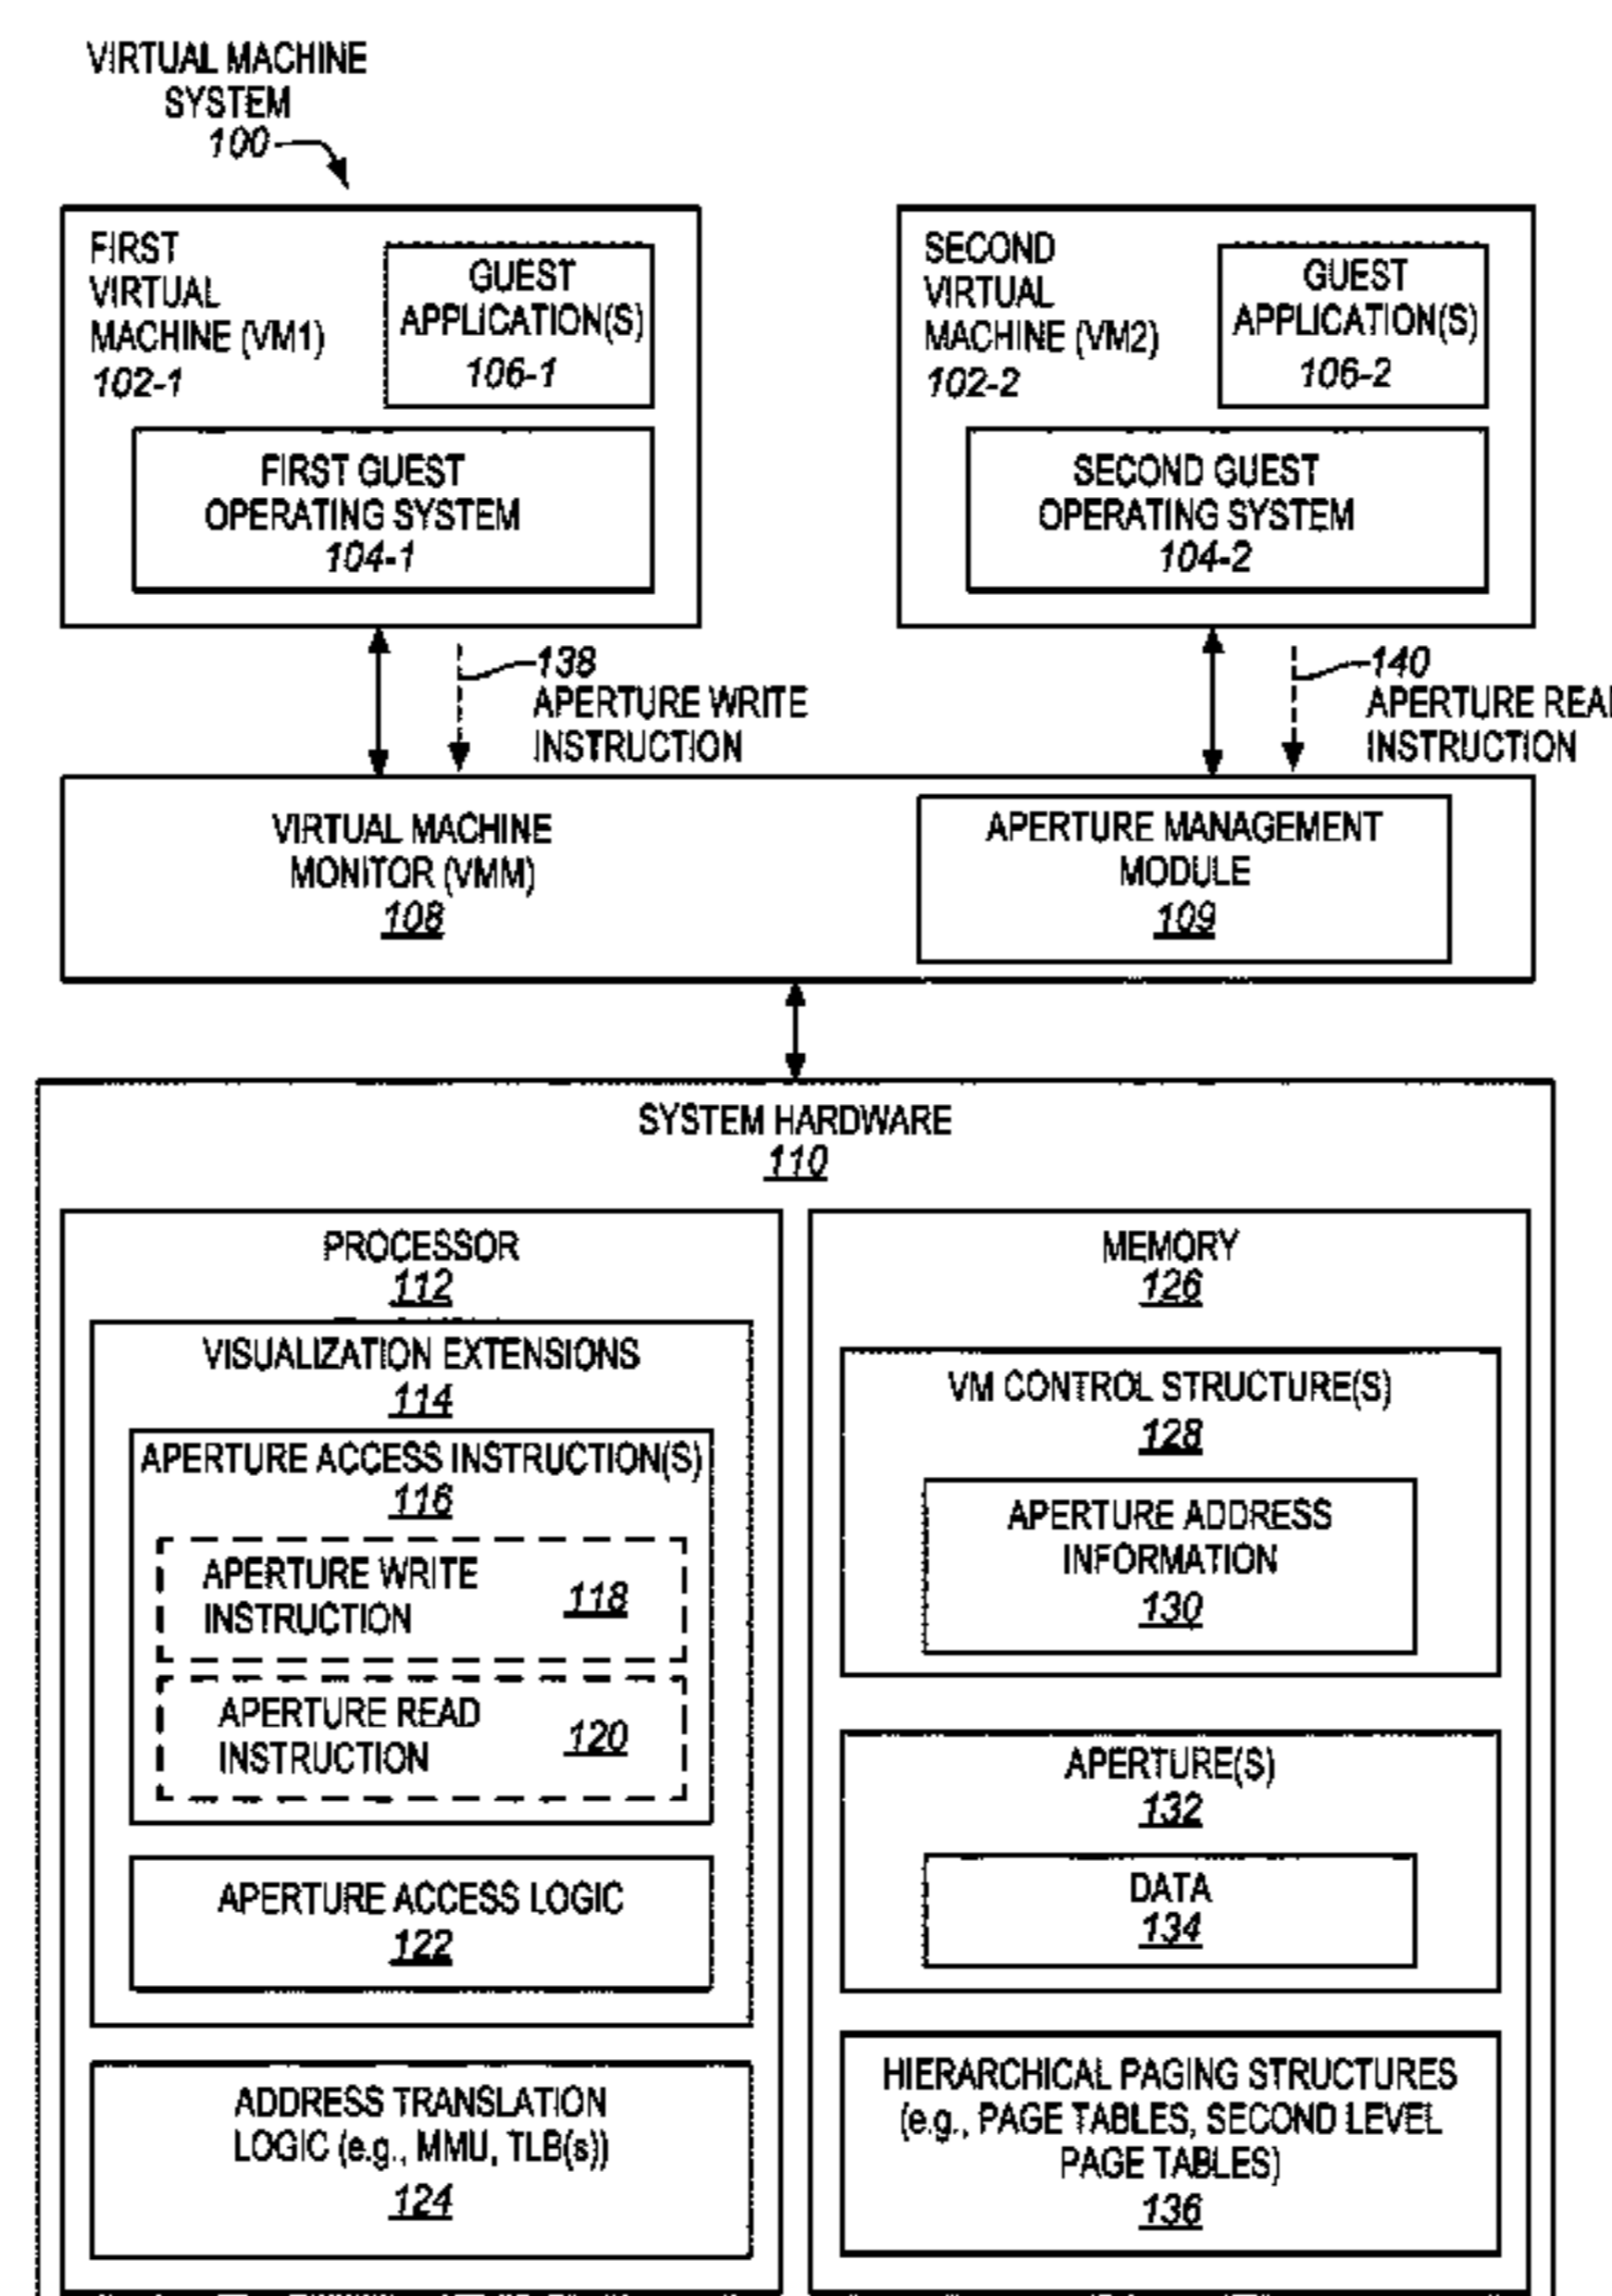 VIRTUAL MACHINE
SYSTEM
100
FIRST
VIRTUAL
MACHINE (VM1)
102-1
GUEST
APPLICATION(S)
106-1
FIRST GUEST
OPERATING SYSTEM
104-1
SECOND
VIRTUAL
MACHINE (VM2)
102-2
GUEST
APPLICATION(S)
106-2
SECOND GUEST
OPERATING SYSTEM
104-2
138
APERTURE WRITE
INSTRUCTION
140
APERTURE
INSTRUCTION
VIRTUAL MACHINE
MONITOR (VMM)
108
APERTURE MANAGEMENT
MODULE
109
SYSTEM HARDWARE
110
PROCESSOR
112
VISUALIZATION EXTENSIONS
114
APERTURE ACCESS INSTRUCTION(S)
116
APERTURE WRITE
INSTRUCTION
118
APERTURE READ
INSTRUCTION
120
APERTURE ACCESS LOGIC
122
ADDRESS TRANSLATION
LOGIC (e.g., MMU, TLB(s))
124
MEMORY
126
VM CONTROL STRUCTURE(S)
128
APERTURE ADDRESS
INFORMATION
130
APERTURE(S)
132
DATA
134
HIERARCHICAL PAGING STRUCTURES
(e.g., PAGE TABLES, SECOND LEVEL
PAGE TABLES)
136